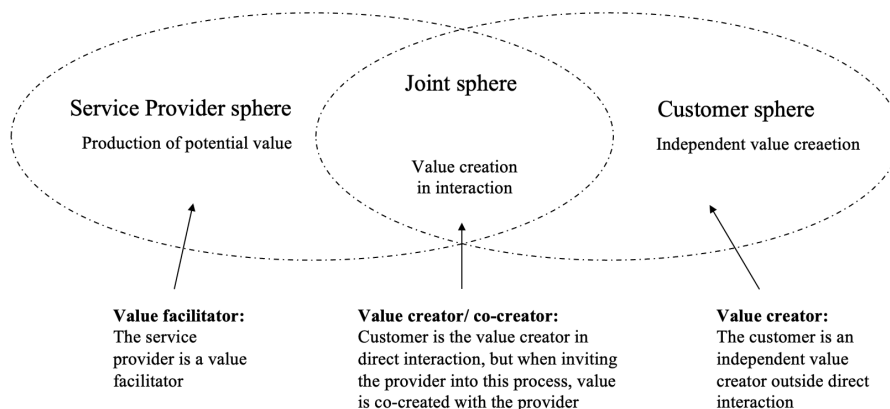 Joint sphere
Service Provider sphere
Customer sphere
Production of potential value
Independent value creaetion
Value creation
in interaction
Value facilitator:
The service
provider is a value
facilitator
Value creator/ co-creator:
Customer is the value creator in
direct interaction, but when inviting
the provider into this process, value
is co-created with the provider
Value creator:
The customer is an
independent value
creator outside direct
interaction